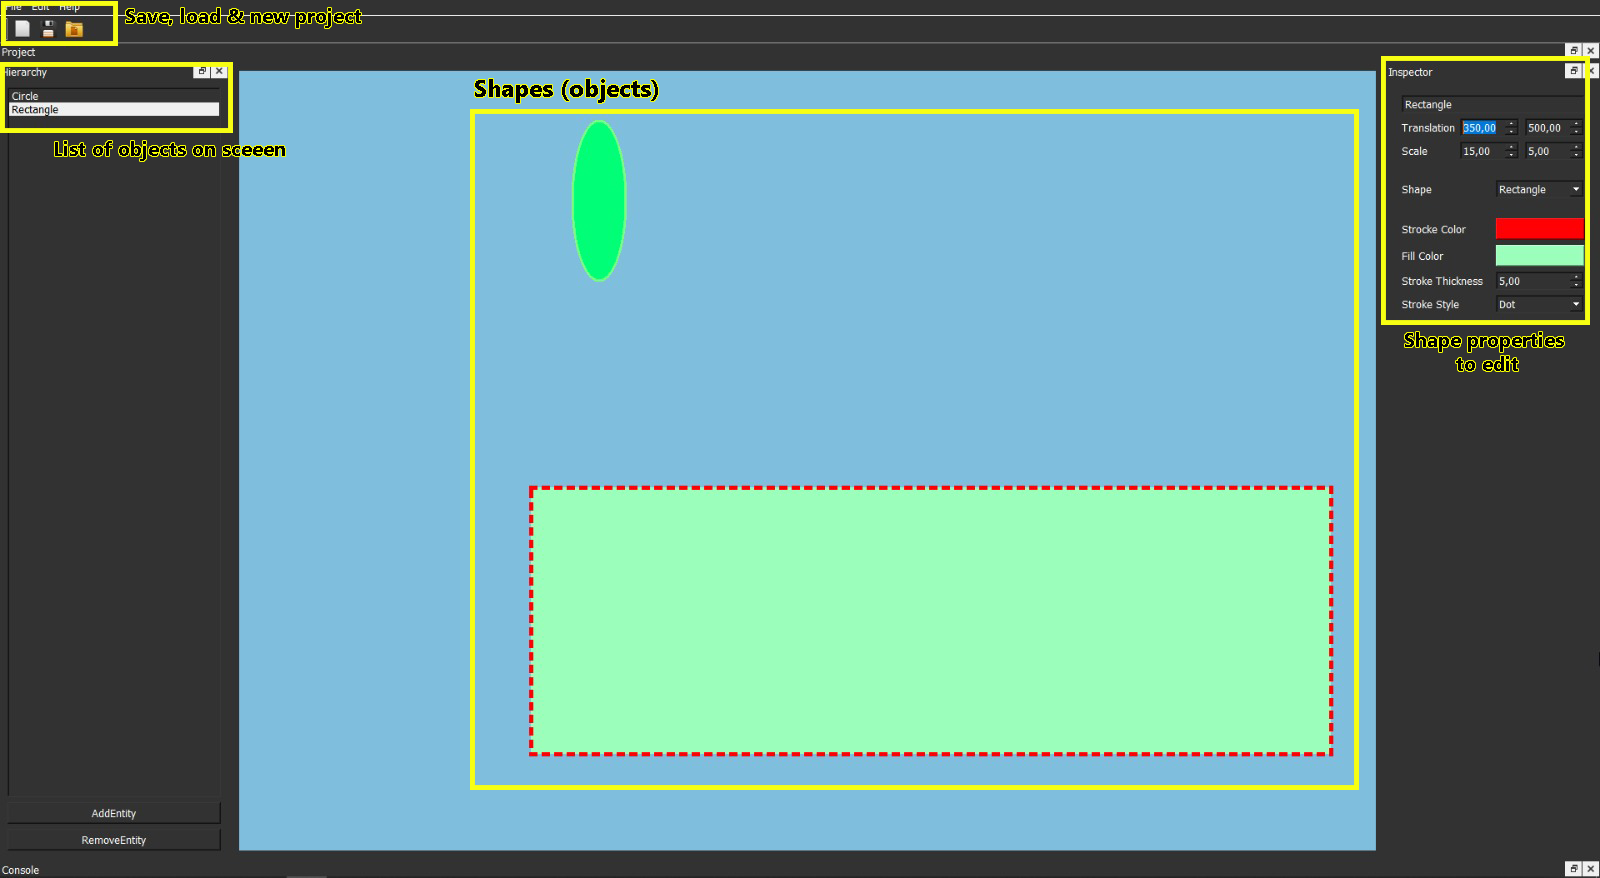 File Edit Help
Save, load & new project
Project
Hierarchy
Circle
Rectangle
List of objects on sceeen
AddEntity
RemoveEntity
Shapes (objects)
Inspector
Rectangle
Translation 350,00 500,00
Scale 15,00 5,00
Shape Rectangle
Strocke Color
Fill Color
Stroke Thickness 5,00
Stroke Style Dot
Shape properties
to edit
Console